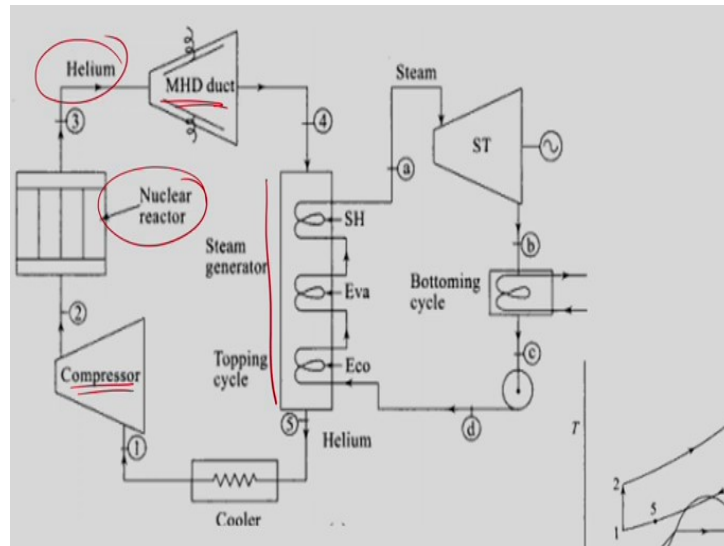 Helium
MHD duct
Steam
3
4
a
ST
Nuclear
reactor
SH
Steam
generator
b
Eva
Bottoming
cycle
2
Topping
cycle
Eco
c
Compressor
5
d
Helium
T
1
Cooler
2
5
1